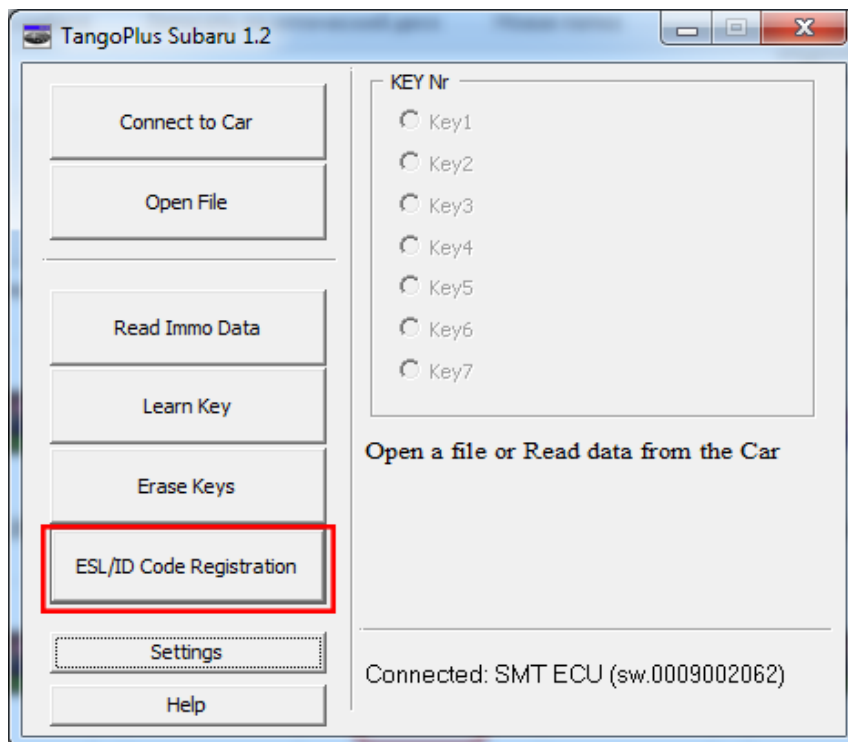 TangoPlus Subaru 1.2
Connect to Car
Open File
Read Immo Data
Learn Key
Erase Keys
ESL/ID Code Registration
Settings
Help
KEY Nr
Key1
Key2
Key3
Key4
Key5
Key6
Key7
Open a file or Read data from the Car
Connected: SMT ECU (sw.0009002062)